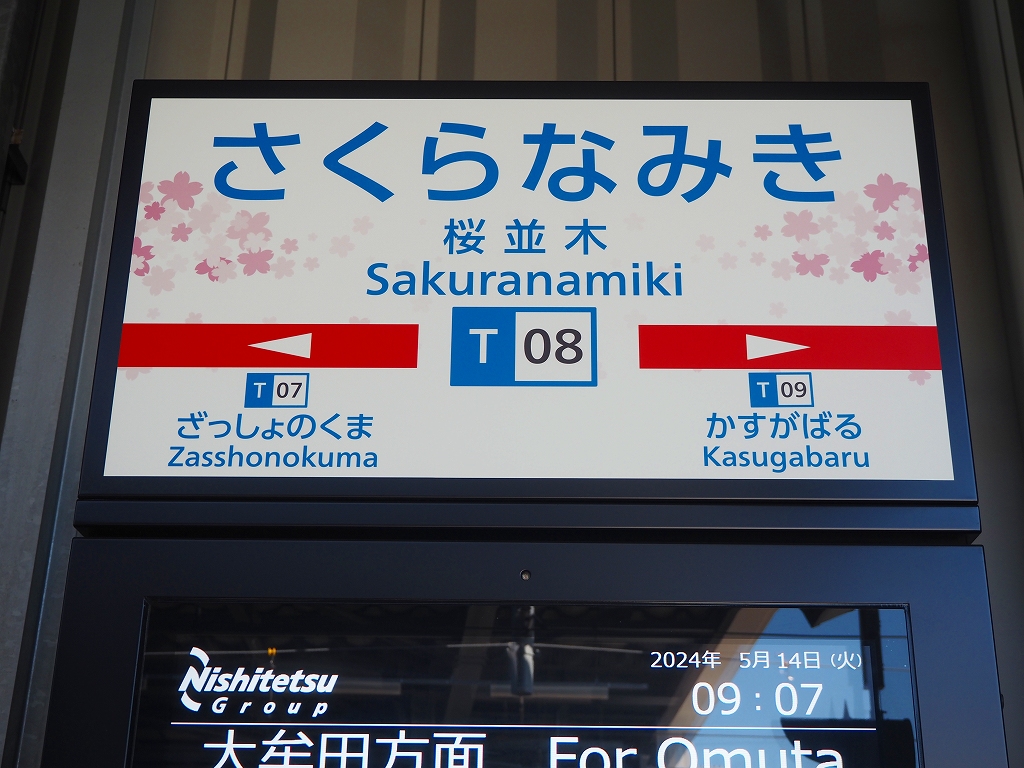 さくらなみき
桜並木
Sakuranamiki
T 08
T 07
ざっしょのくま
Zasshonokuma
T 09
かすがばる
Kasugabaru
Nishitetsu
Group
2024年 5月14日(火)
09:07
大牟田方面 For Omuta